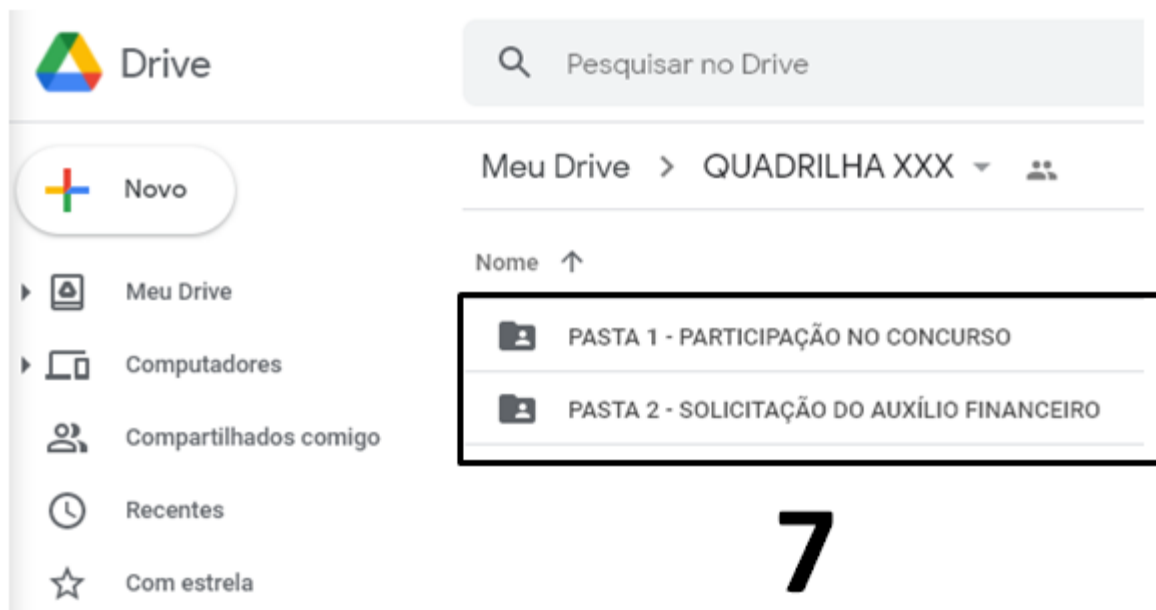 Drive
Pesquisar no Drive
Novo
Meu Drive > QUADRILHA XXX
Nome ↑
Meu Drive
PASTA 1 - PARTICIPAÇÃO NO CONCURSO
Computadores
PASTA 2 - SOLICITAÇÃO DO AUXÍLIO FINANCEIRO
Compartilhados comigo
Recentes
Com estrela
7